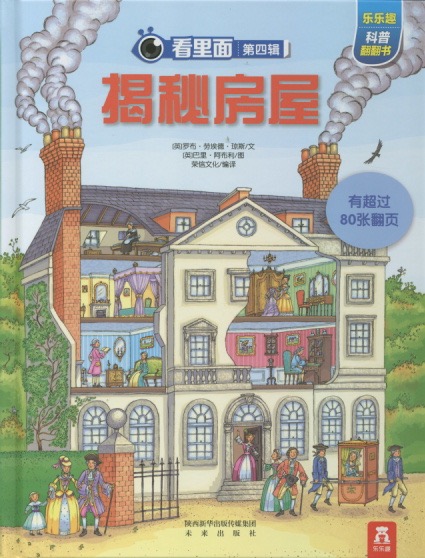 看里面 第四辑
乐乐趣
科普
翻翻书
揭秘房屋
(英)罗布·劳埃德·琼斯/文
(英)巴里·阿布利/图
荣信文化/编译
有超过
80张翻页
陕西新华出版传媒集团
未来出版社
乐乐趣